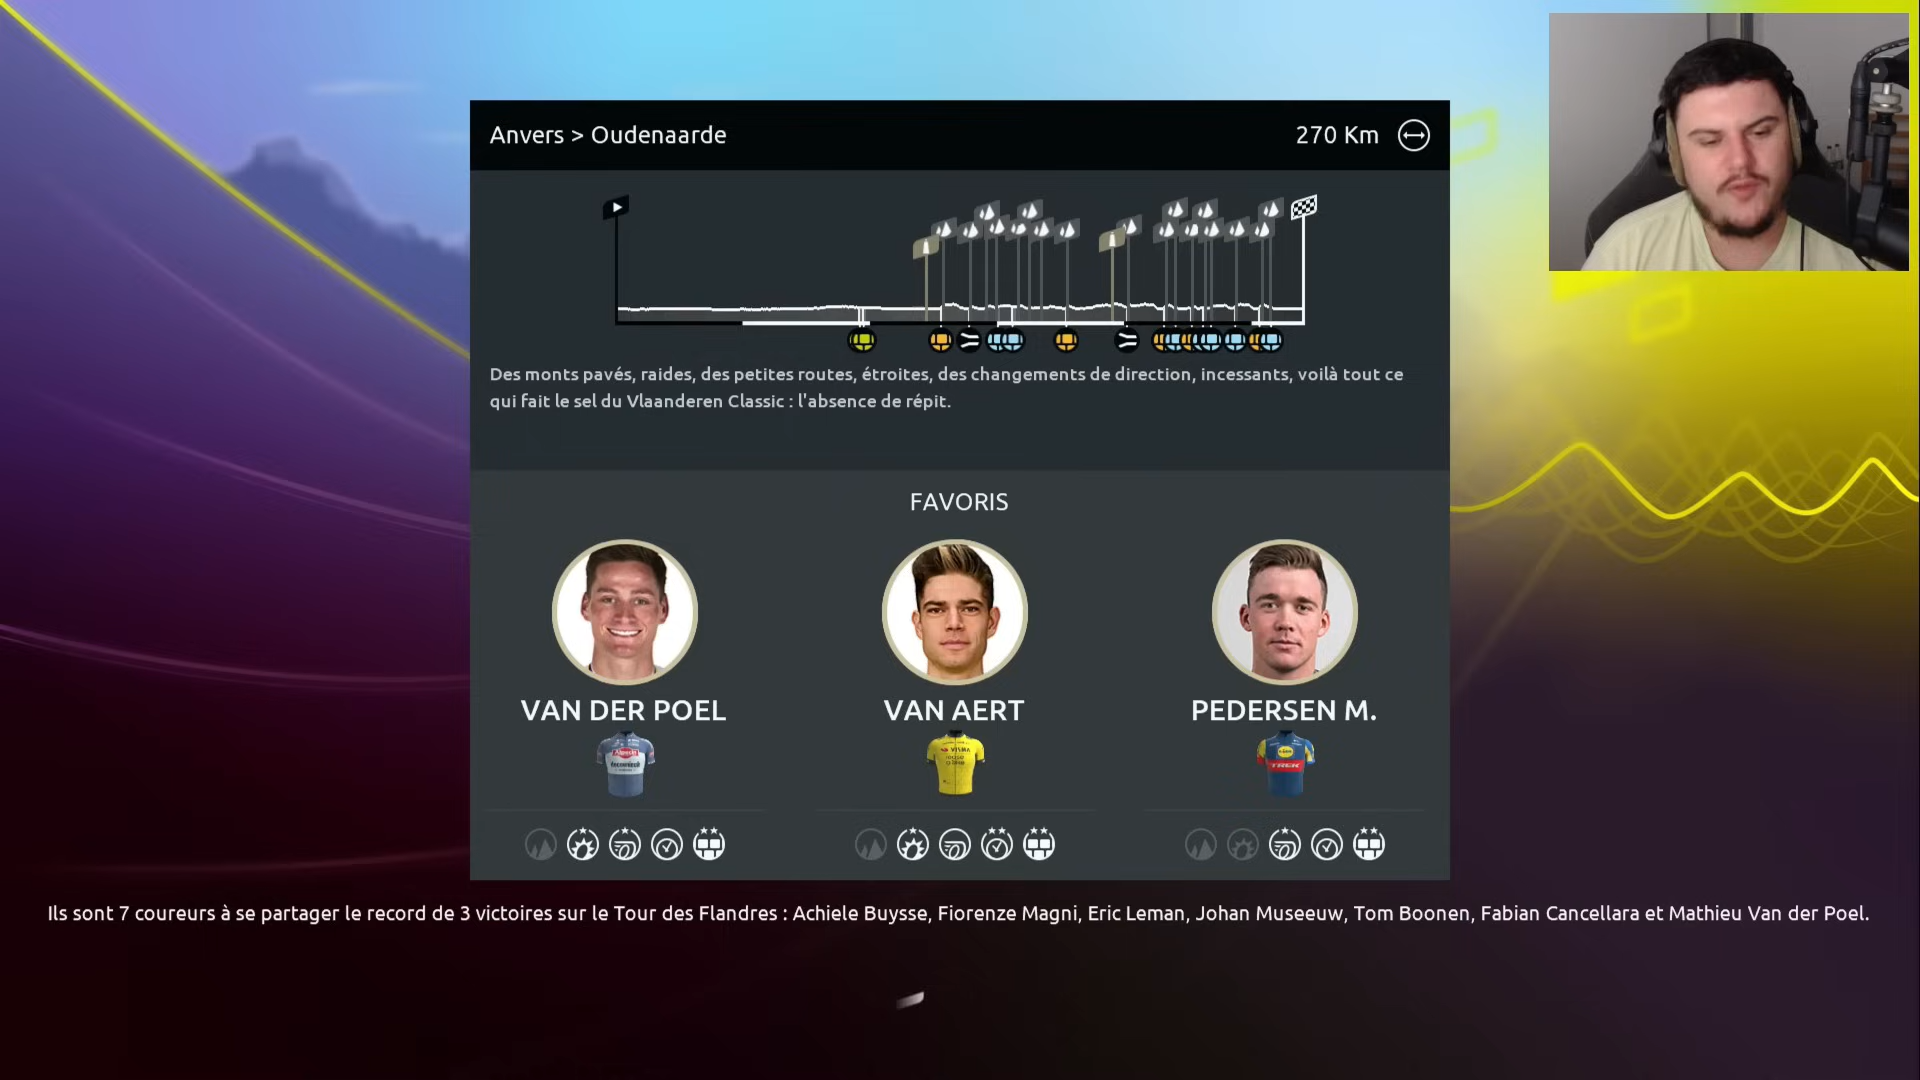 Anvers > Oudenaarde
270 Km
Des monts pavés, raides, des petites routes, étroites, des changements de direction, incessants, voilà tout ce
qui fait le sel du Vlaanderen Classic : l'absence de répit.
FAVORIS
VAN DER POEL
VAN AERT
PEDERSEN M.
TREK
Ils sont 7 coureurs à se partager le record de 3 victoires sur le Tour des Flandres : Achiele Buysse, Fiorenze Magni, Eric Leman, Johan Museeuw, Tom Boonen, Fabian Cancellara et Mathieu Van der Poel.